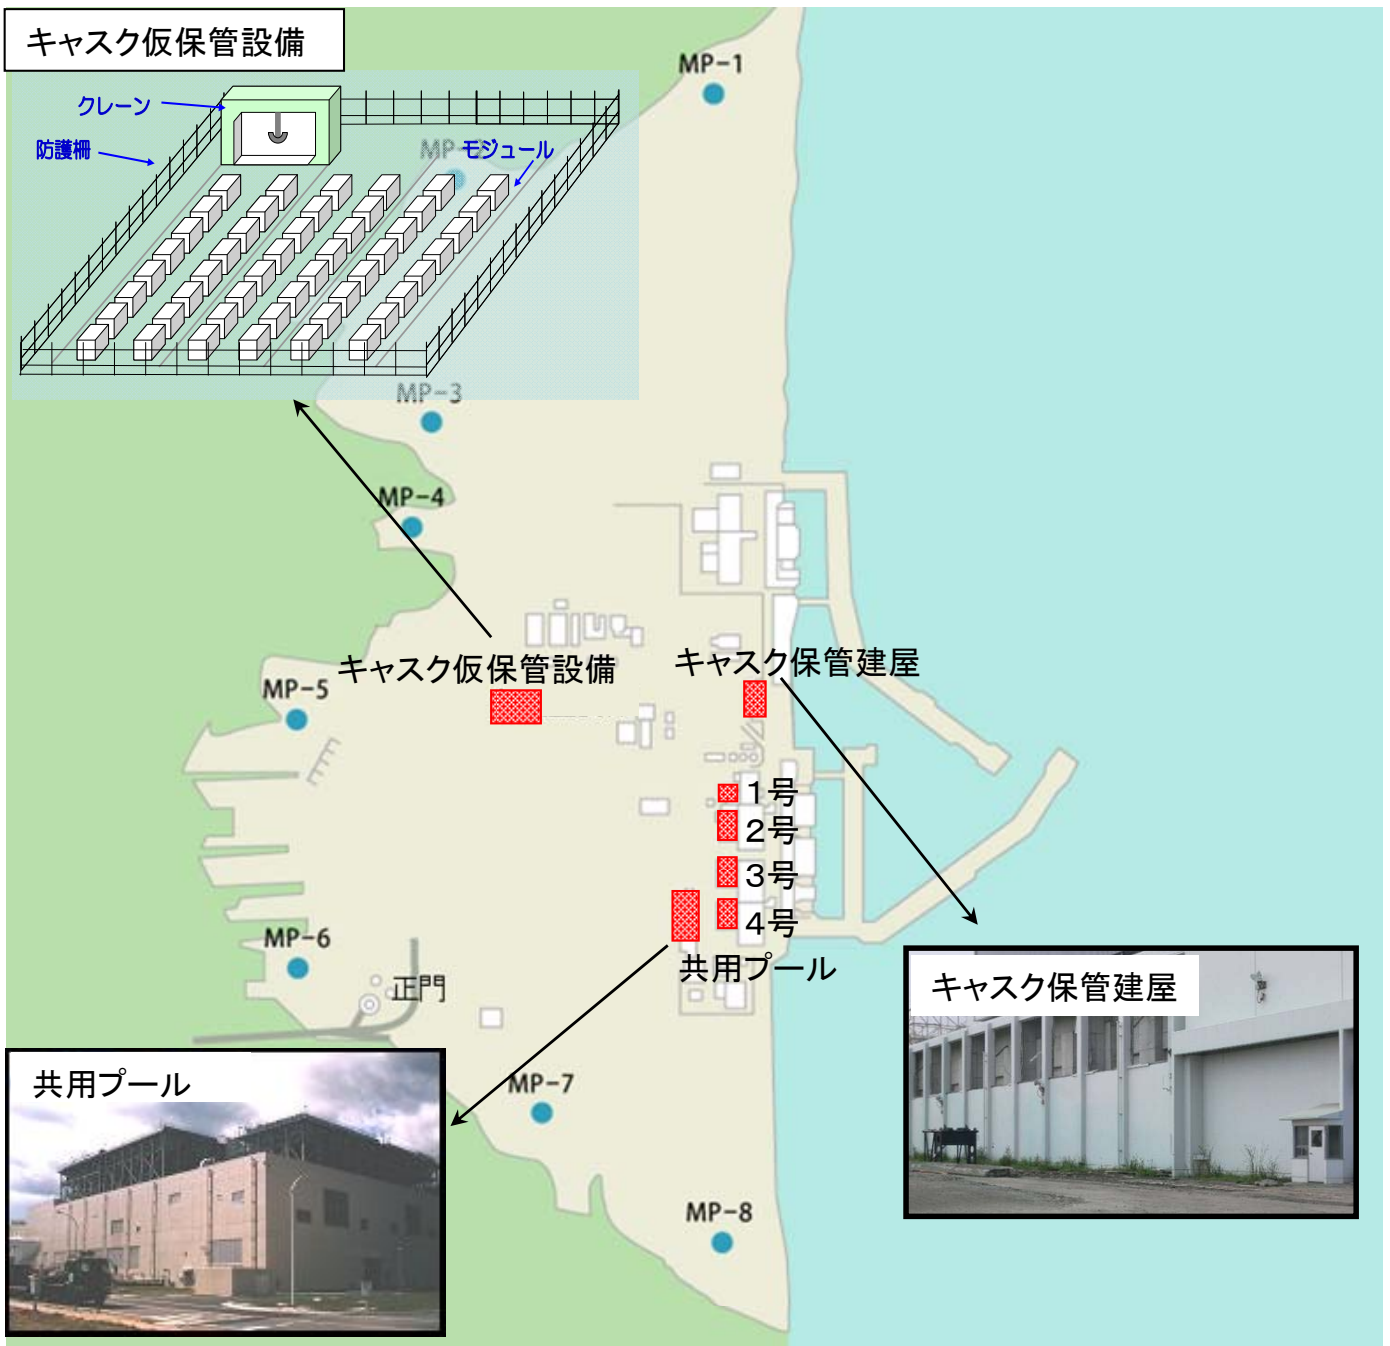 キャスク仮保管設備
クレーン
防護柵
モジュール
MP-1
MP-2
MP-3
MP-4
キャスク仮保管設備
キャスク保管建屋
MP-5
1号
2号
3号
4号
共用プール
MP-6
正門
キャスク保管建屋
共用プール
MP-7
MP-8